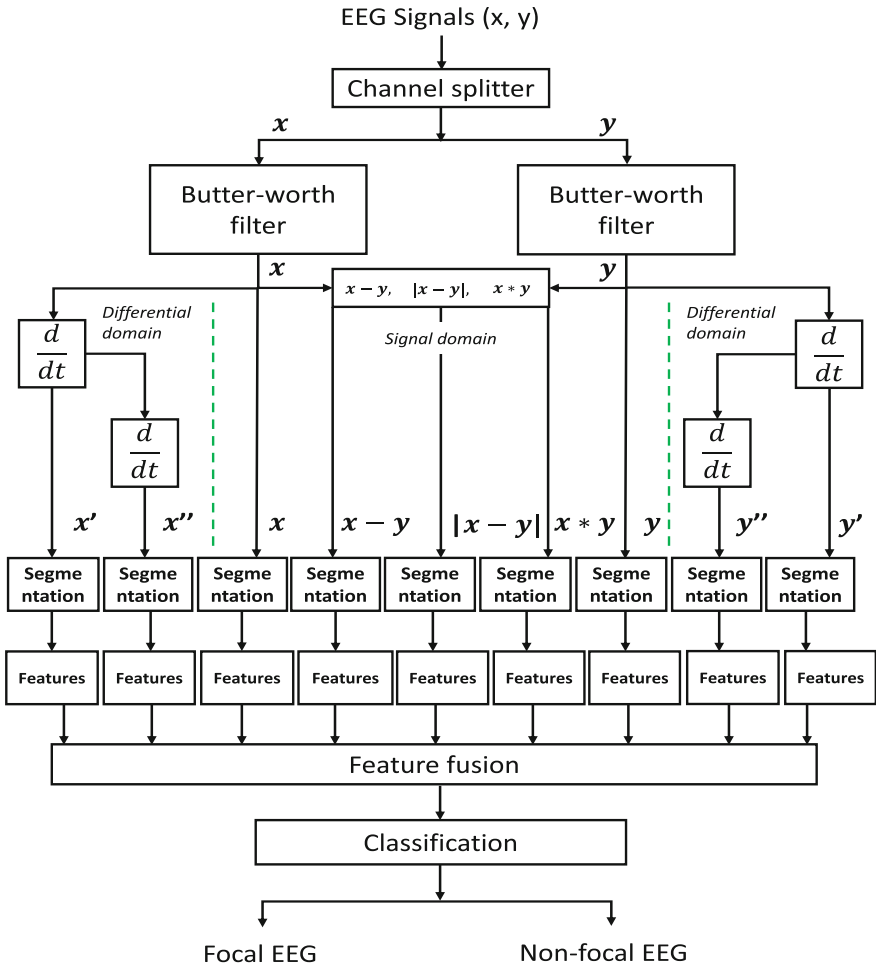 EEG Signals (x, y)
Channel splitter
x
y
Butter-worth
filter
Butter-worth
filter
x
y
x − y, |x − y|, x ∗ y
Differential
domain
Signal domain
Differential
domain
d
dt
d
dt
d
dt
d
dt
x' x'' x x − y |x − y| x ∗ y y y'' y'
Segme
ntation
Segme
ntation
Segme
ntation
Segme
ntation
Segme
ntation
Segme
ntation
Segme
ntation
Segme
ntation
Segme
ntation
Features Features Features Features Features Features Features Features Features
Feature fusion
Classification
Focal EEG
Non-focal EEG